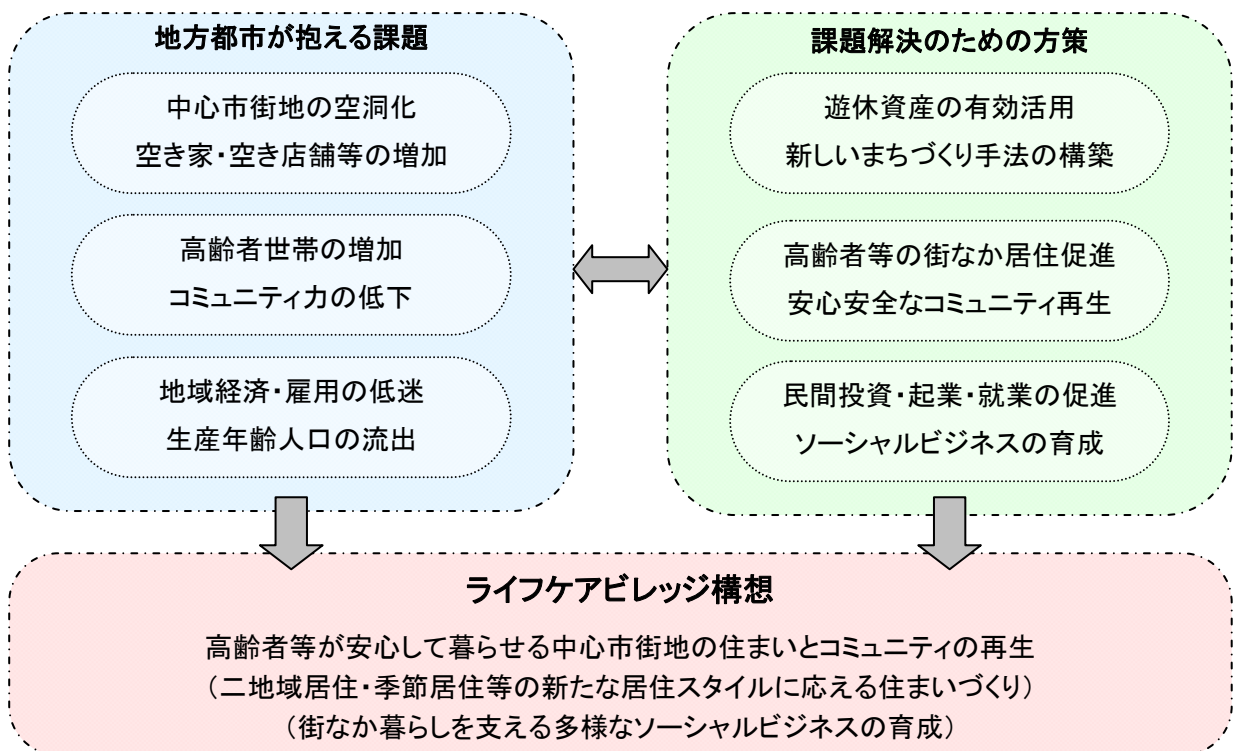 地方都市が抱える課題
中心市街地の空洞化
空き家・空き店舗等の増加
高齢者世帯の増加
コミュニティ力の低下
地域経済・雇用の低迷
生産年齢人口の流出
課題解決のための方策
遊休資産の有効活用
新しいまちづくり手法の構築
高齢者等の街なか居住促進
安心安全なコミュニティ再生
民間投資・起業・就業の促進
ソーシャルビジネスの育成
ライフケアビレッジ構想
高齢者等が安心して暮らせる中心市街地の住まいとコミュニティの再生
（二地域居住・季節居住等の新たな居住スタイルに応える住まいづくり）
（街なか暮らしを支える多様なソーシャルビジネスの育成）